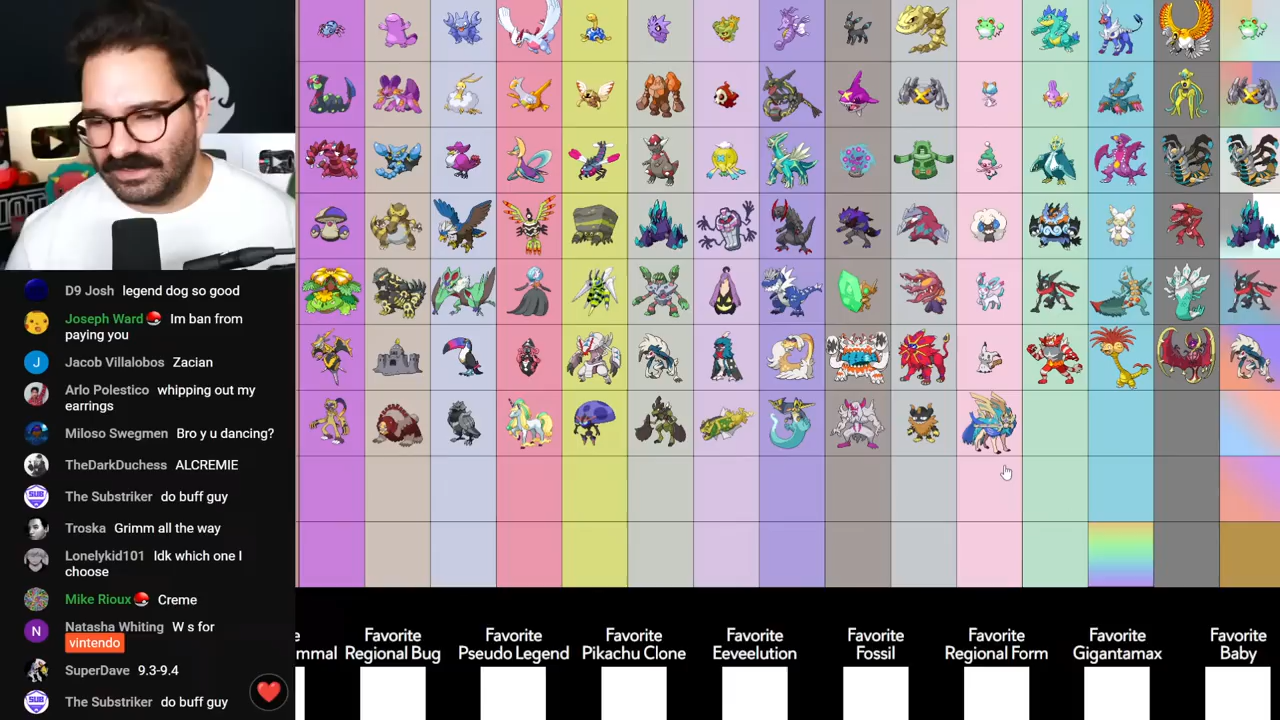 D9 Josh legend dog so good
Joseph Ward Im ban from
paying you
Jacob Villalobos Zacian
Arlo Polestico whipping out my
earrings
Miloso Swegmen Bro y u dancing?
TheDarkDuchess ALCREMIE
SUB The Substriker do buff guy
Troska Grimm all the way
Lonelykid101 Idk which one I
choose
Mike Rioux Creme
N Natasha Whiting W s for
vintendo
SuperDave 9.3-9.4
SUB The Substriker do buff guy
J
e
mmal
Favorite
Regional Bug
Favorite
Pseudo Legend
Favorite
Pikachu Clone
Favorite
Eeveelution
Favorite
Fossil
Favorite
Regional Form
Favorite
Gigantamax
Favorite
Baby